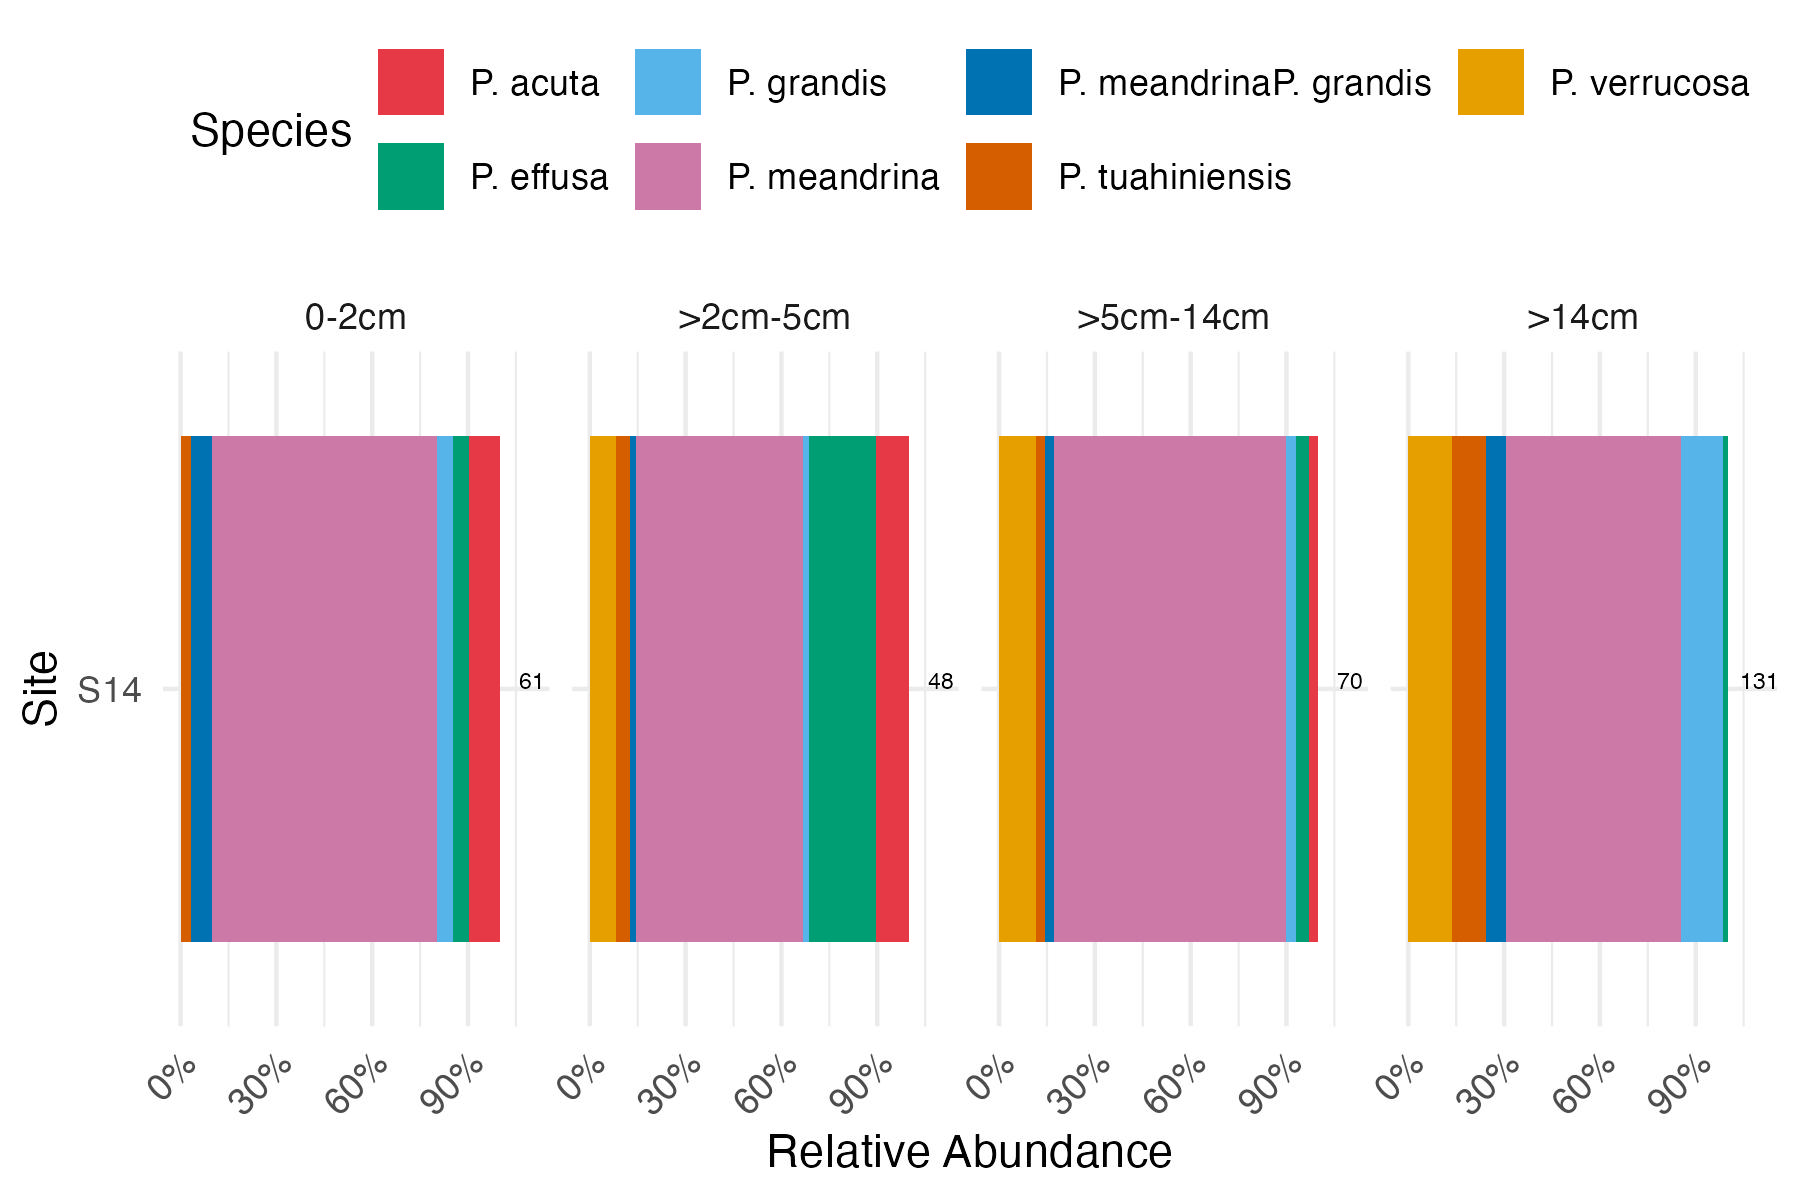 Species
P. acuta
P. grandis
P. meandrinaP. grandis
P. verrucosa
P. effusa
P. meandrina
P. tuahiniensis
0-2cm
>2cm-5cm
>5cm-14cm
>14cm
Site
S14
61
48
70
131
0%
30%
60%
90%
0%
30%
60%
90%
0%
30%
60%
90%
0%
30%
60%
90%
Relative Abundance